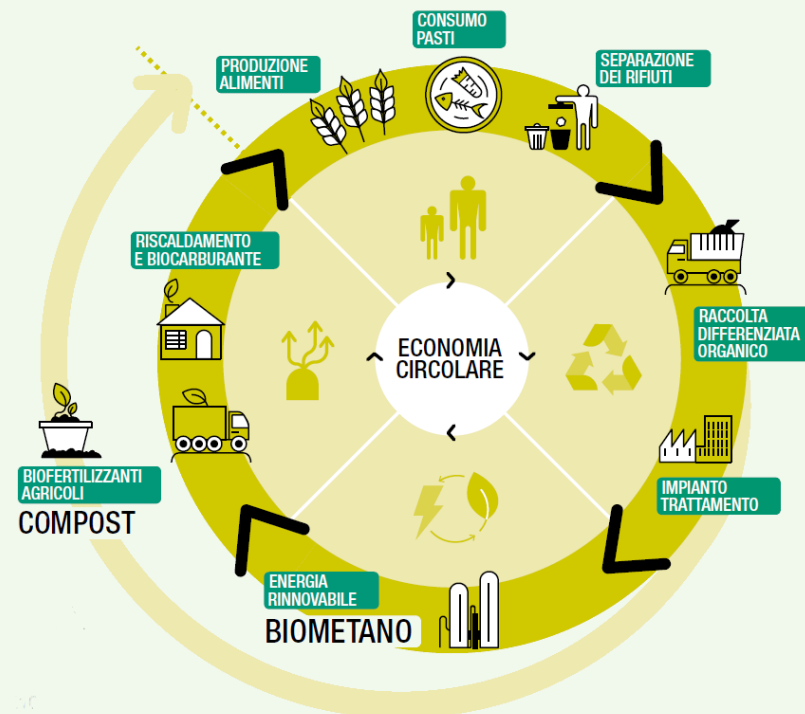 CONSUMO
PASTI
PRODUZIONE
ALIMENTI
SEPARAZIONE
DEI RIFIUTI
RISCALDAMENTO
E BIOCARBURANTE
RACCOLTA
DIFFERENZIATA
ORGANICO
ECONOMIA
CIRCOLARE
BIOFERTILIZZANTI
AGRICOLI
COMPOST
IMPIANTO
TRATTAMENTO
ENERGIA
RINNOVABILE
BIOMETANO